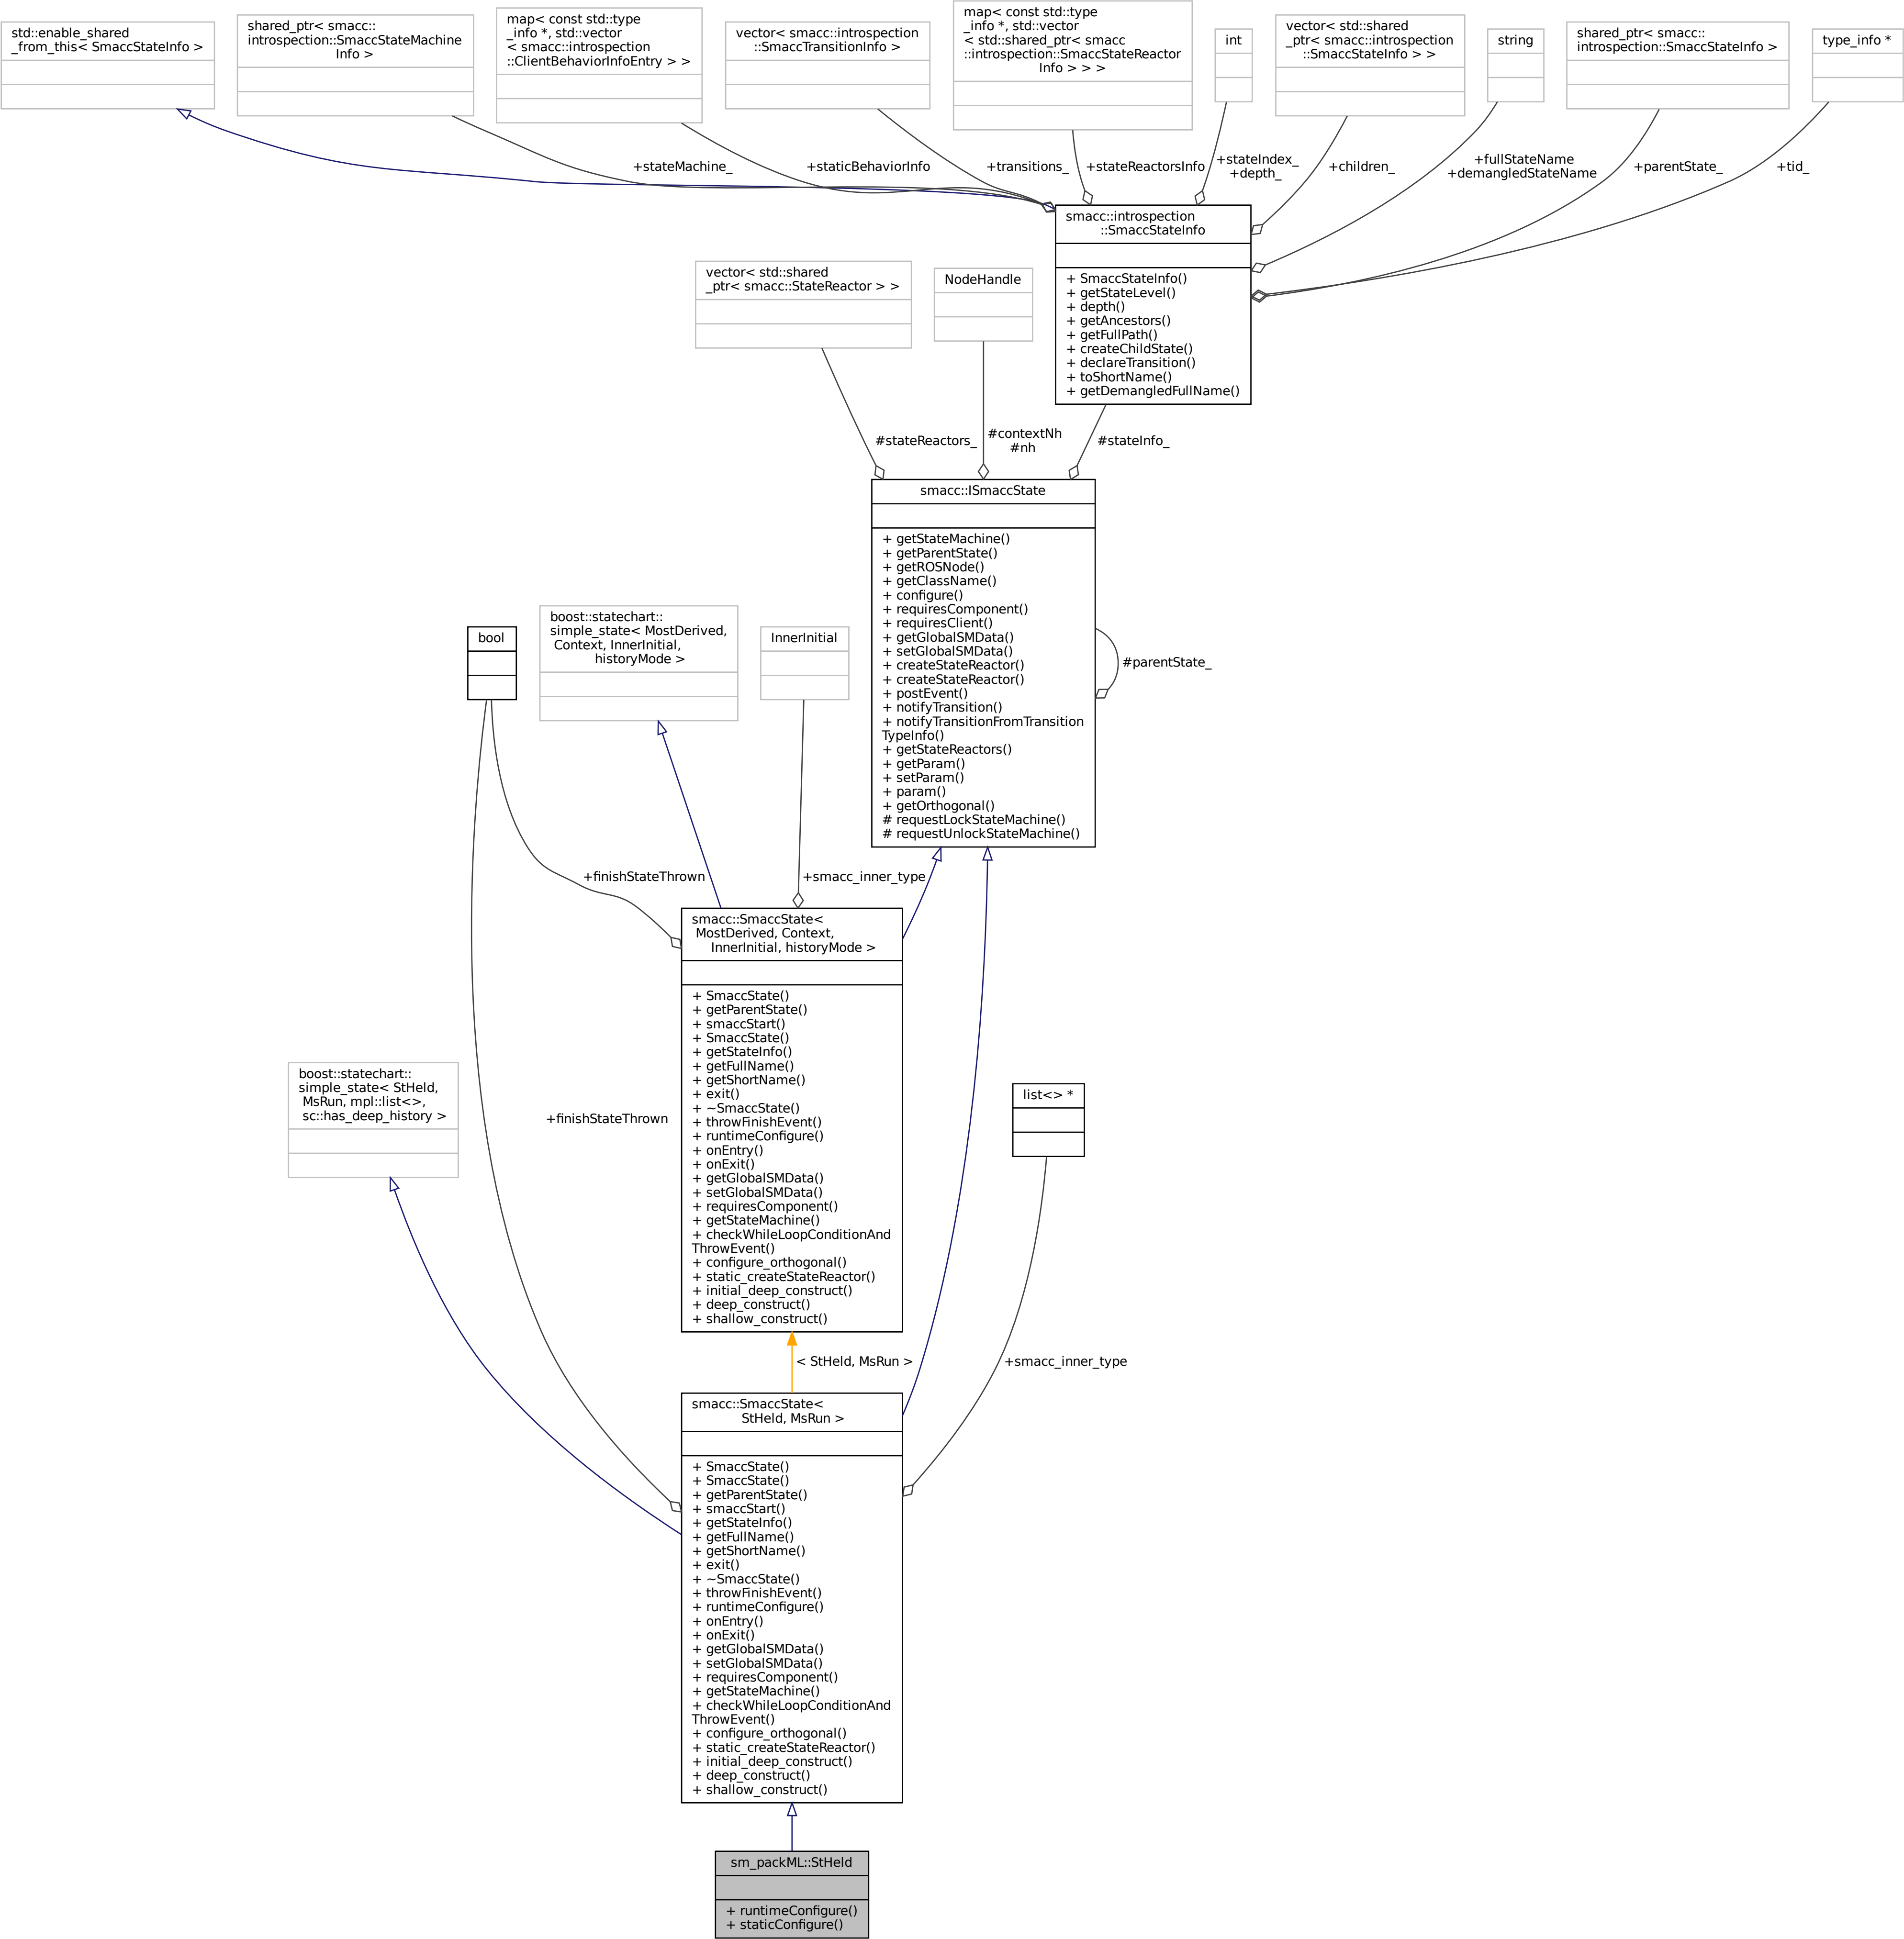 std::enable_shared
_from_this< SmaccStateInfo >
shared_ptr< smacc::
introspection::SmaccStateMachine
Info >
map< const std::type
_info *, std::vector
< smacc::introspection
::ClientBehaviorInfoEntry > >
vector< smacc::introspection
::SmaccTransitionInfo >
map< const std::type
_info *, std::vector
< std::shared_ptr< smacc
::introspection::SmaccStateReactor
Info > > >
int
vector< std::shared
_ptr< smacc::introspection
::SmaccStateInfo > >
string
shared_ptr< smacc::
introspection::SmaccStateInfo >
type_info *
+stateMachine_
+staticBehaviorInfo
+transitions_
+stateReactorsInfo
+stateIndex_
+depth_
+children_
+fullStateName
+demangledStateName
+parentState_
+tid_
smacc::introspection
::SmaccStateInfo
+ SmaccStateInfo()
+ getStateLevel()
+ depth()
+ getAncestors()
+ getFullPath()
+ createChildState()
+ declareTransition()
+ toShortName()
+ getDemangledFullName()
vector< std::shared
_ptr< smacc::StateReactor > >
NodeHandle
#stateReactors_
#contextNh
#nh
#stateInfo_
smacc::ISmaccState
+ getStateMachine()
+ getParentState()
+ getROSNode()
+ getClassName()
+ configure()
+ requiresComponent()
+ requiresClient()
+ getGlobalSMData()
+ setGlobalSMData()
+ createStateReactor()
+ createStateReactor()
+ postEvent()
+ notifyTransition()
+ notifyTransitionFromTransition
TypeInfo()
+ getStateReactors()
+ getParam()
+ setParam()
+ param()
+ getOrthogonal()
# requestLockStateMachine()
# requestUnlockStateMachine()
#parentState_
bool
boost::statechart::
simple_state< MostDerived,
Context, InnerInitial,
historyMode >
InnerInitial
+finishStateThrown
+smacc_inner_type
smacc::SmaccState<
MostDerived, Context,
InnerInitial, historyMode >
+ SmaccState()
+ getParentState()
+ smaccStart()
+ SmaccState()
+ getStateInfo()
+ getFullName()
+ getShortName()
+ exit()
+ ~SmaccState()
+ throwFinishEvent()
+ runtimeConfigure()
+ onEntry()
+ onExit()
+ getGlobalSMData()
+ setGlobalSMData()
+ requiresComponent()
+ getStateMachine()
+ checkWhileLoopConditionAnd
ThrowEvent()
+ configure_orthogonal()
+ static_createStateReactor()
+ initial_deep_construct()
+ deep_construct()
+ shallow_construct()
boost::statechart::
simple_state< StHeld,
MsRun, mpl::list<>,
sc::has_deep_history >
+finishStateThrown
list<> *
< StHeld, MsRun >
+smacc_inner_type
smacc::SmaccState<
StHeld, MsRun >
+ SmaccState()
+ SmaccState()
+ getParentState()
+ smaccStart()
+ getStateInfo()
+ getFullName()
+ getShortName()
+ exit()
+ ~SmaccState()
+ throwFinishEvent()
+ runtimeConfigure()
+ onEntry()
+ onExit()
+ getGlobalSMData()
+ setGlobalSMData()
+ requiresComponent()
+ getStateMachine()
+ checkWhileLoopConditionAnd
ThrowEvent()
+ configure_orthogonal()
+ static_createStateReactor()
+ initial_deep_construct()
+ deep_construct()
+ shallow_construct()
sm_packML::StHeld
+ runtimeConfigure()
+ staticConfigure()